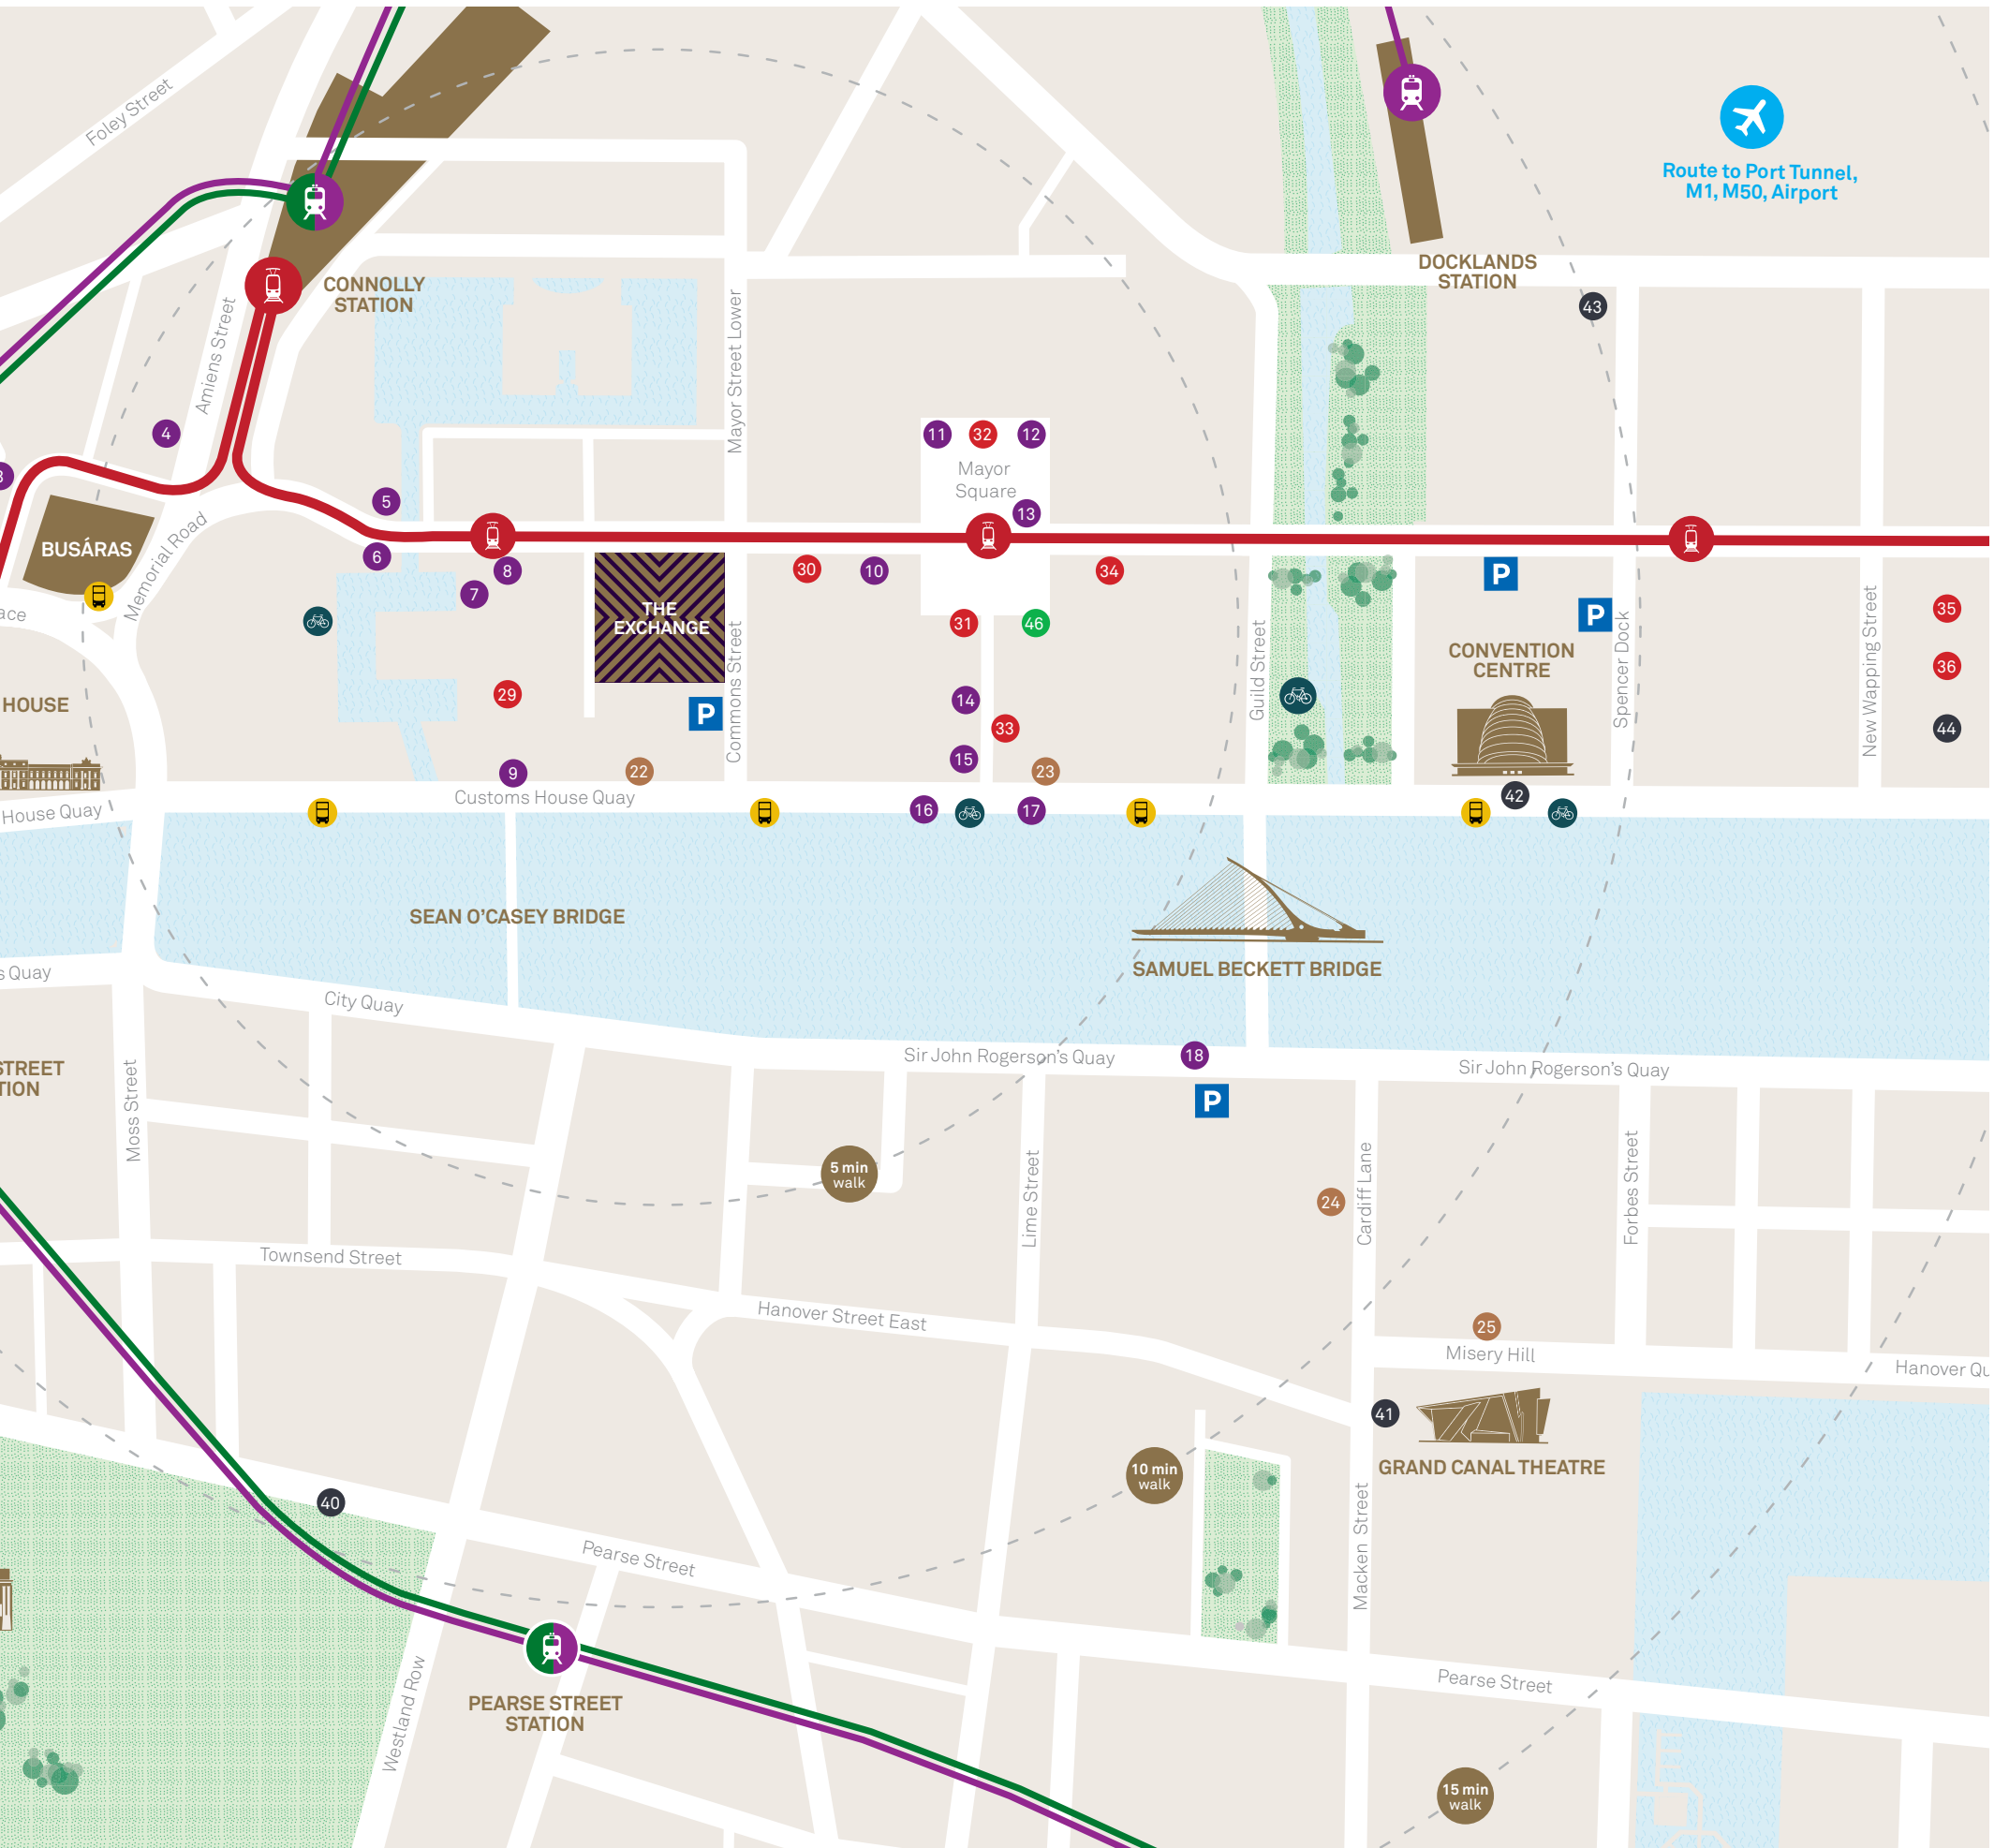 Foley Street
Route to Port Tunnel,
M1, M50, Airport
DOCKLANDS
STATION
CONNOLLY
STATION
Amiens Street
Mayor Street Lower
43
4
11
32
12
Mayor
Square
5
13
BUSÁRAS
Memorial Road
6
8
7
30
10
34
P
P
THE
EXCHANGE
31
46
35
36
44
ace
Commons Street
Guild Street
CONVENTION
CENTRE
Spencer Dock
New Wapping Street
HOUSE
29
P
14
33
15
9
22
23
42
House Quay
Customs House Quay
16
17
SEAN O'CASEY BRIDGE
SAMUEL BECKETT BRIDGE
s Quay
City Quay
Sir John Rogerson's Quay
18
Sir John Rogerson's Quay
P
STREET
TION
Moss Street
5 min
walk
Lime Street
24
Cardiff Lane
Forbes Street
Townsend Street
Hanover Street East
25
Misery Hill
Hanover Qu
41
GRAND CANAL THEATRE
10 min
walk
40
Macken Street
Pearse Street
PEARSE STREET
STATION
Westland Row
Pearse Street
15 min
walk